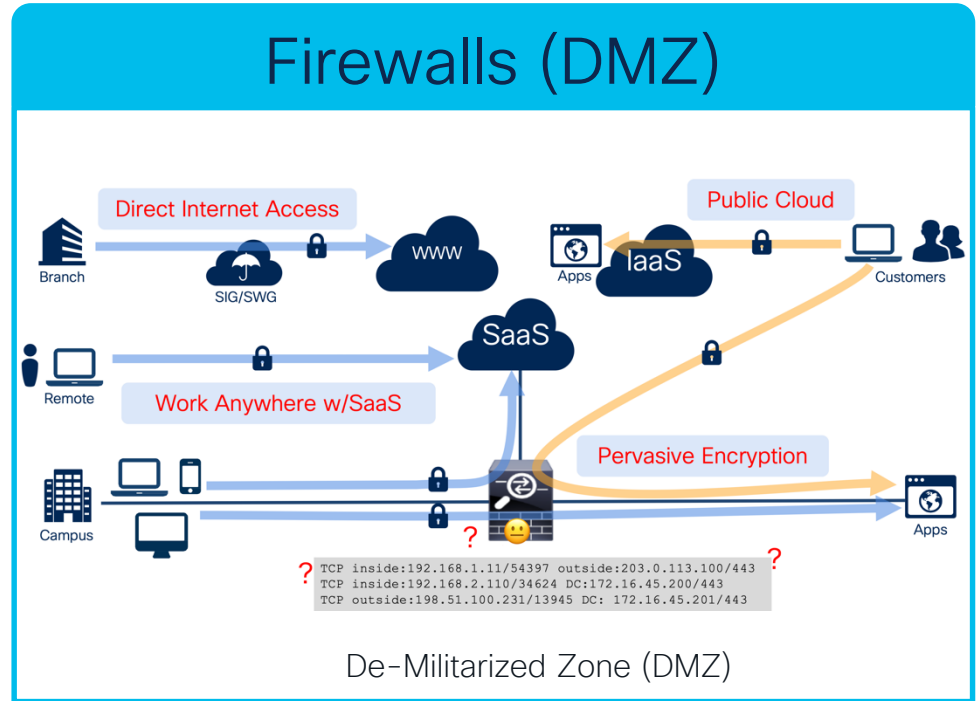 Firewalls (DMZ)
Direct Internet Access
Public Cloud
Branch
SIG/SWG
www
Apps
IaaS
Customers
SaaS
Remote
Work Anywhere w/SaaS
Pervasive Encryption
Campus
Apps
?
?
?
TCP inside:192.168.1.11/54397 outside:203.0.113.100/443
TCP inside:192.168.2.110/34624 DC:172.16.45.200/443
TCP outside:198.51.100.231/13945 DC: 172.16.45.201/443
De-Militarized Zone (DMZ)